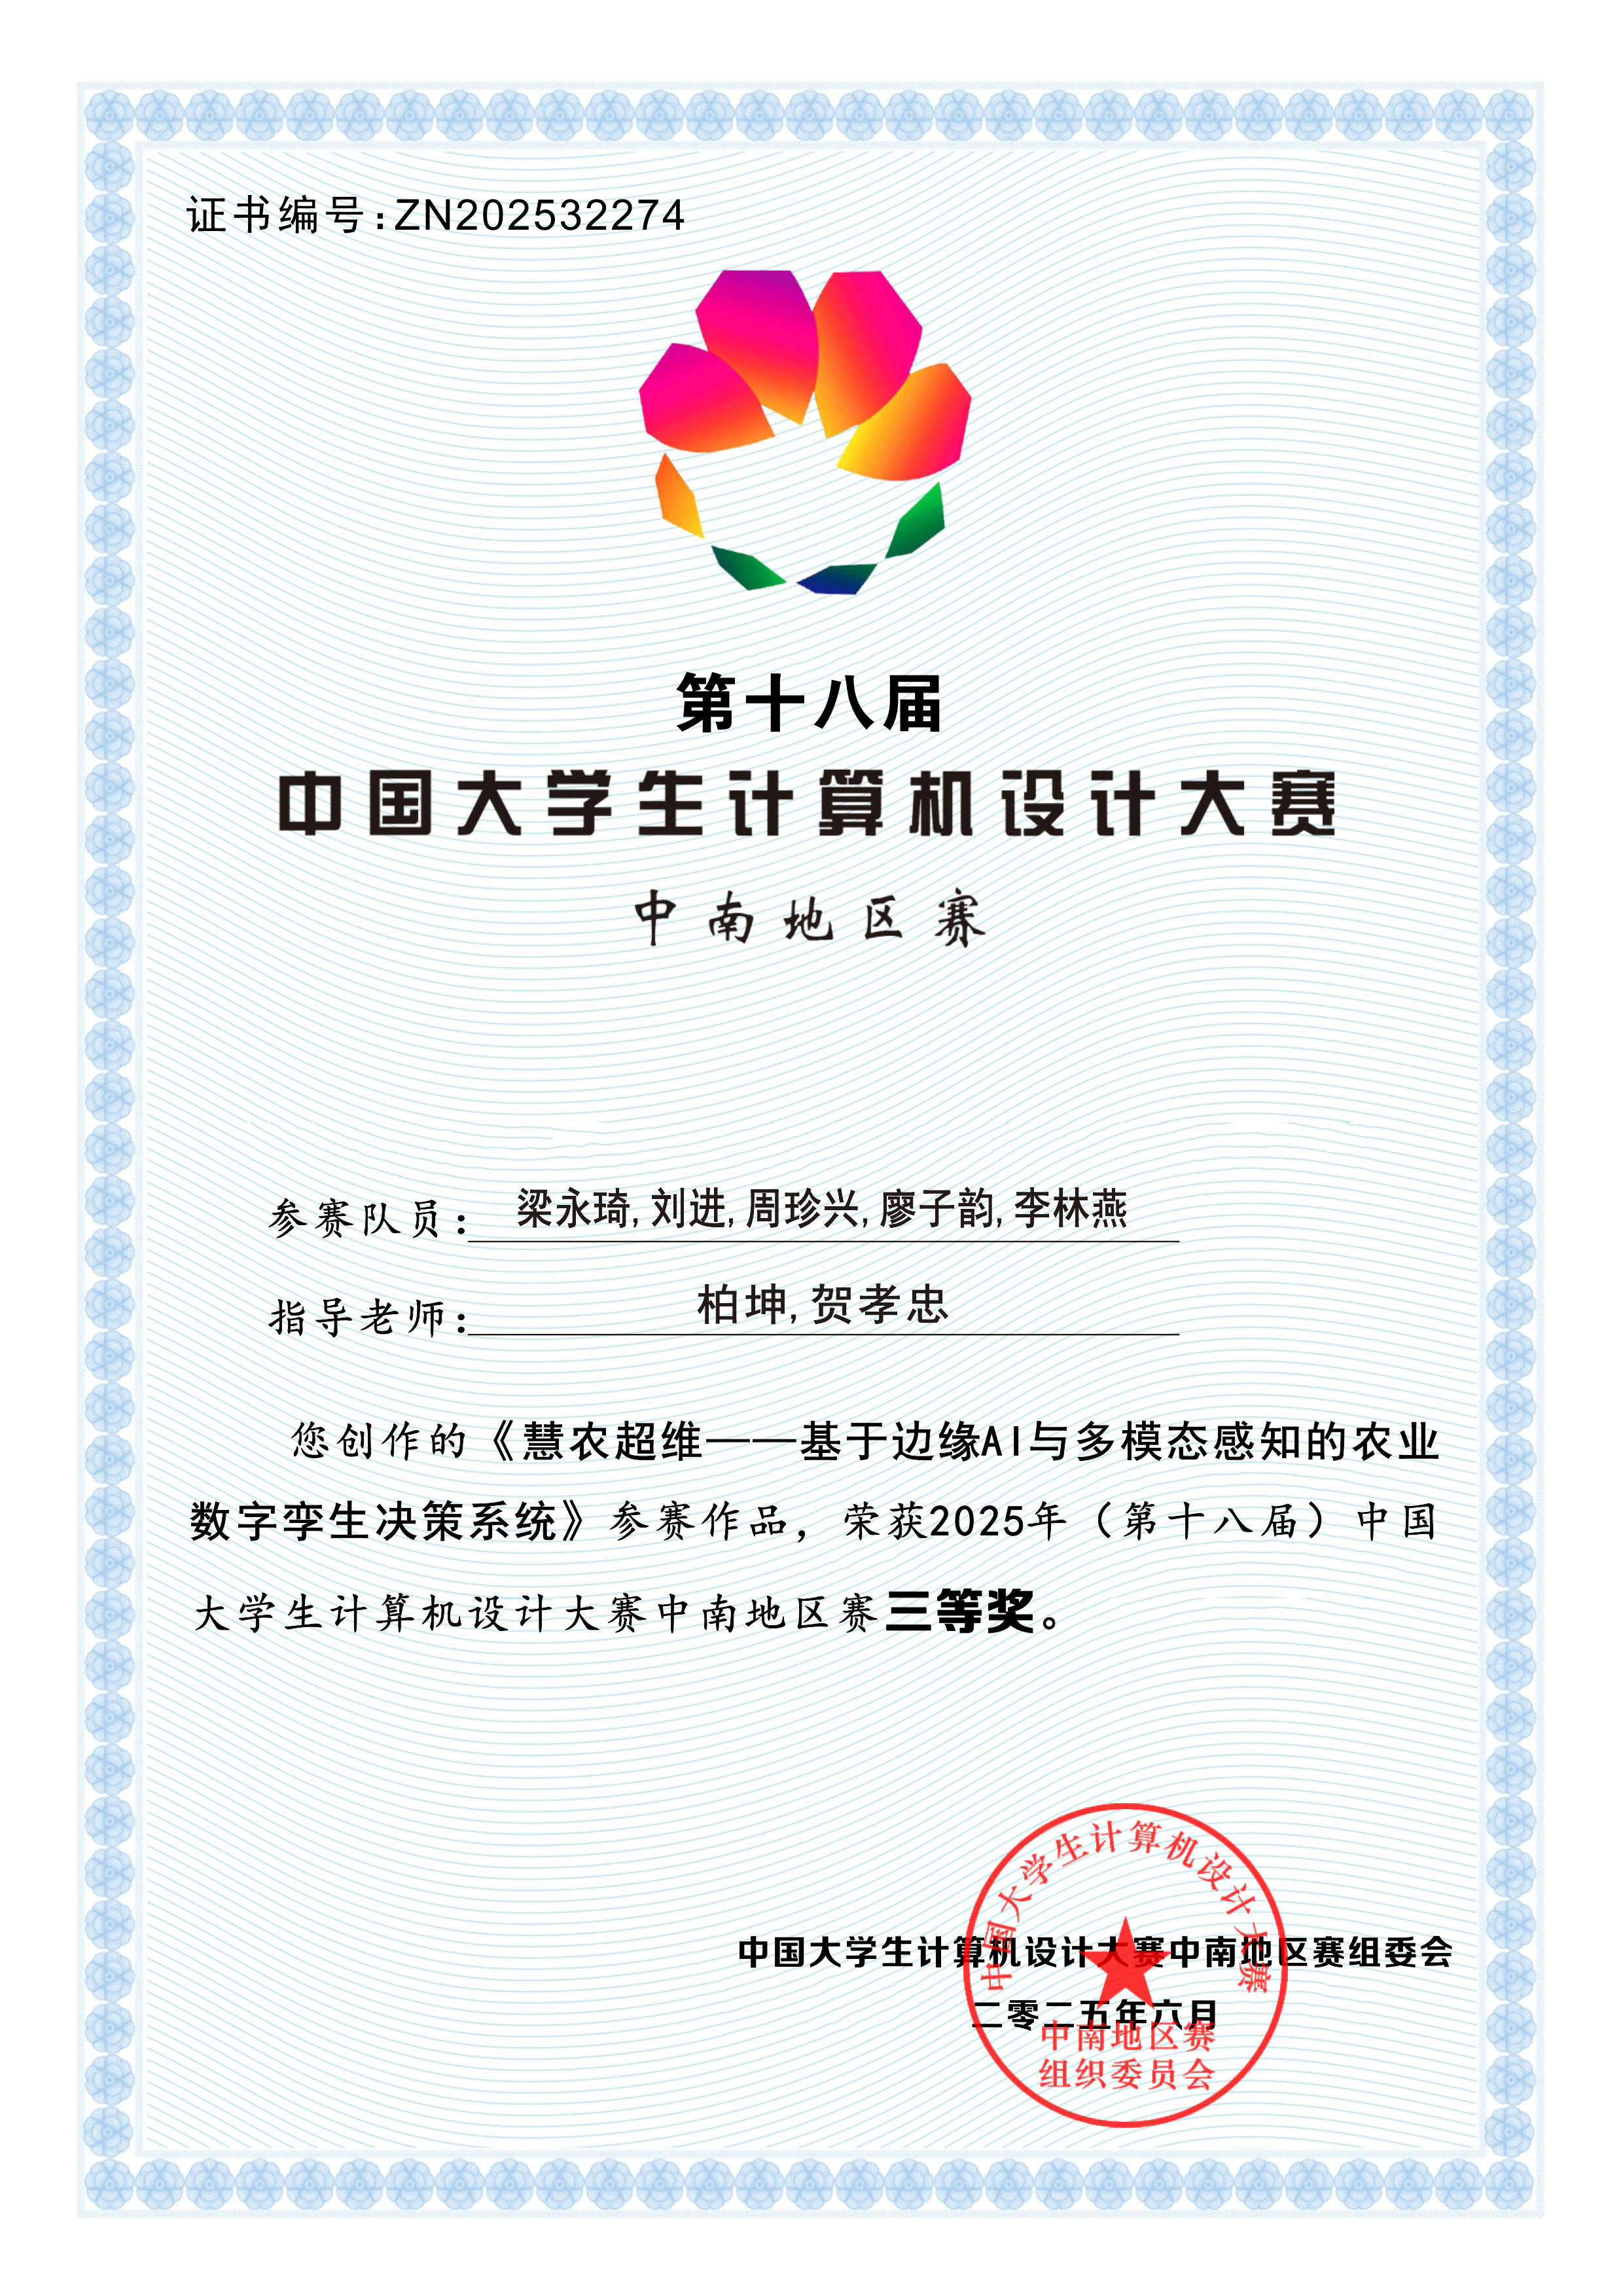 证书编号:ZN202532274
第十八届
中国大学生计算机设计大赛
中南地区赛
参赛队员:梁永琦,刘进,周珍兴,廖子韵,李林燕
指导老师:柏坤,贺孝忠
您创作的《慧农超维——基于边缘AI与多模态感知的农业
数字孪生决策系统》参赛作品，荣获2025年（第十八届）中国
大学生计算机设计大赛中南地区赛三等奖。
中国大学生计算机设计大赛
中国大学生计算机设计大赛中南地区赛组委会
二零二五年六月
中南地区赛
组织委员会